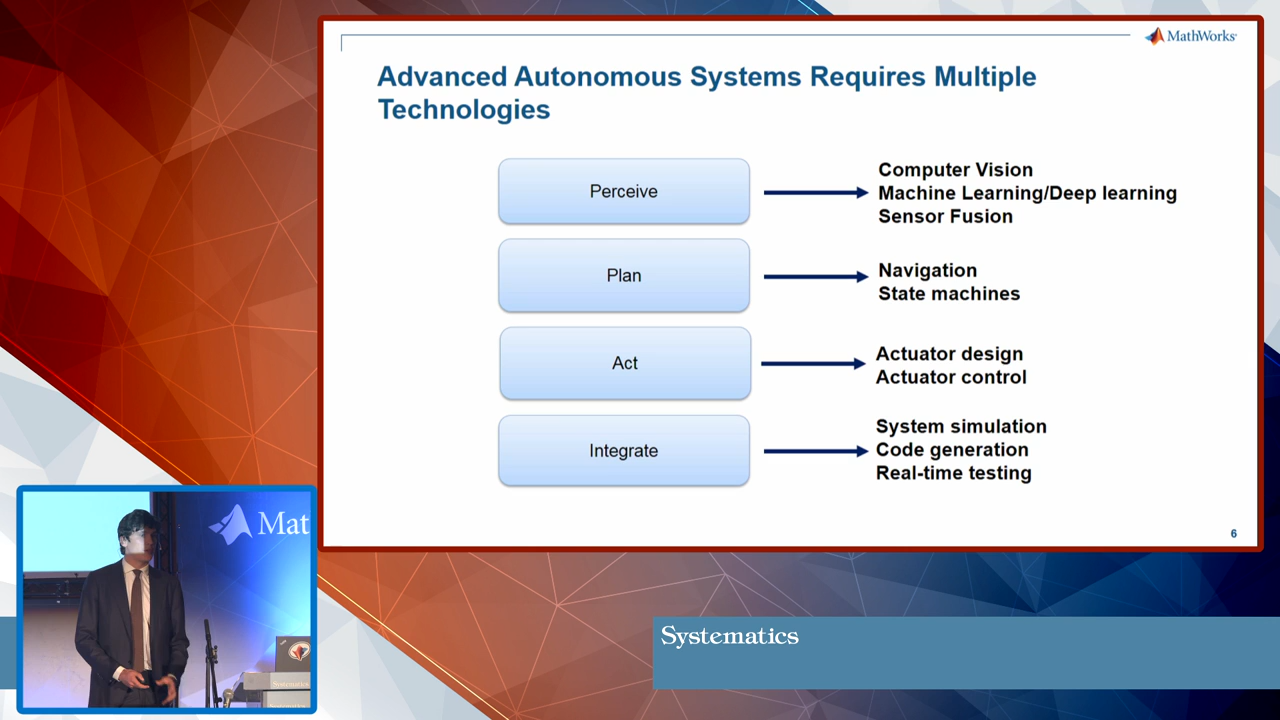 MathWorks
Advanced Autonomous Systems Requires Multiple
Technologies
Perceive
Computer Vision
Machine Learning/Deep learning
Sensor Fusion
Plan
Navigation
State machines
Act
Actuator design
Actuator control
Integrate
System simulation
Code generation
Real-time testing
6
Mat
Systematics
Systematics